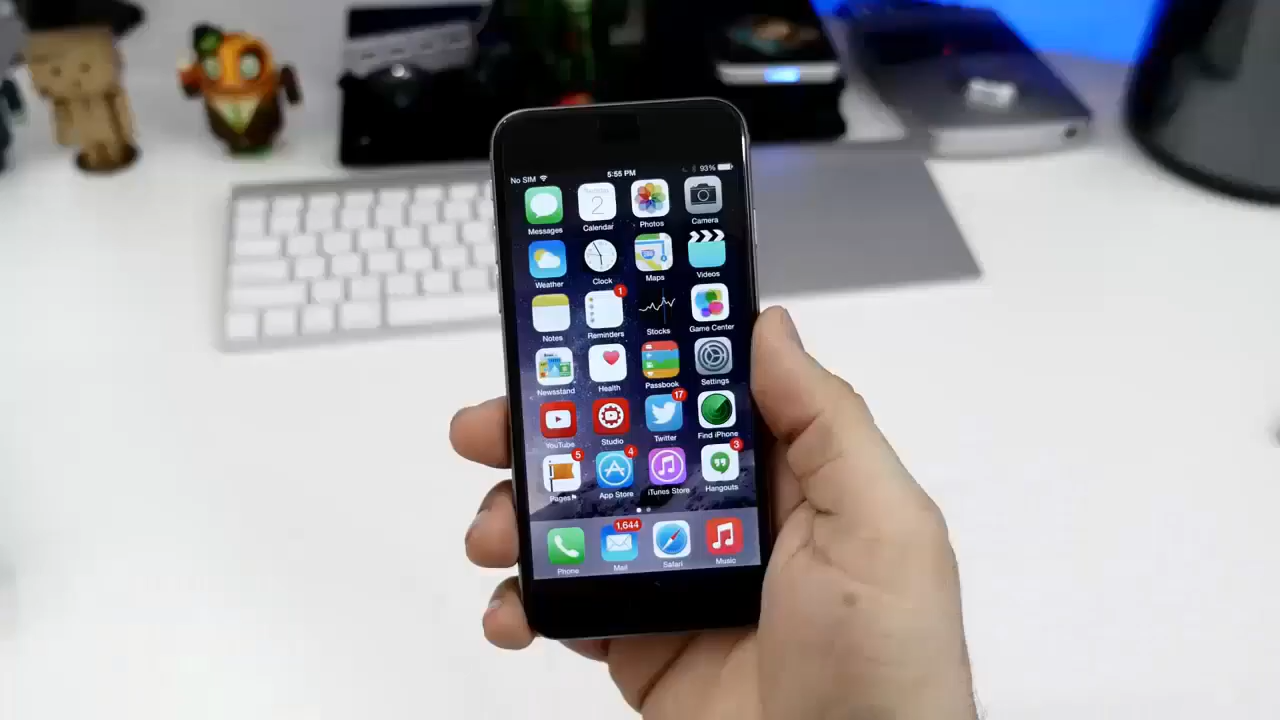 No SIM 5:55 PM 93%
Messages Calendar Photos Camera
2
Weather Clock Maps Videos
1
Notes Reminders Stocks Game Center
Newsstand Health Passbook Settings
17
YouTube Studio Twitter Find iPhone
5 4 3
Pages App Store iTunes Store Hangouts
1,644
Phone Mail Safari Music